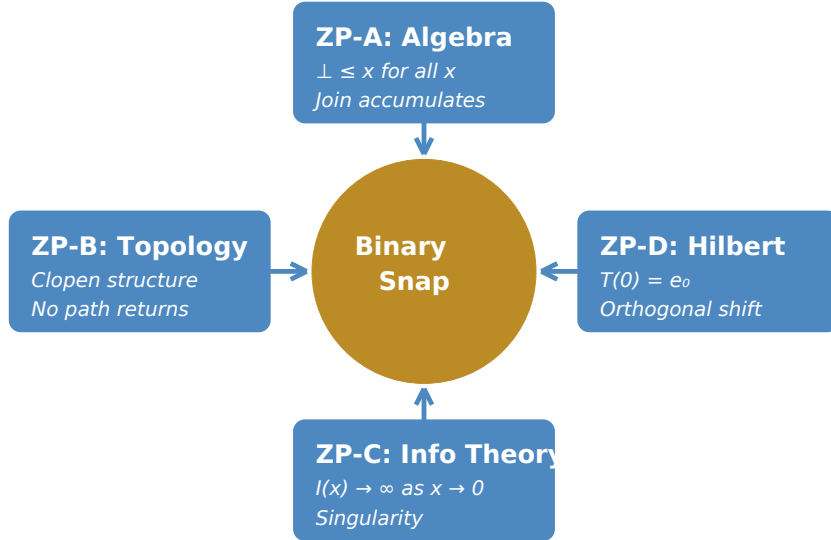 ZP-A: Algebra
⊥ ≤ x for all x
Join accumulates
ZP-B: Topology
Clopen structure
No path returns
Binary
Snap
ZP-D: Hilbert
T(0) = e₀
Orthogonal shift
ZP-C: Info Theory
I(x) → ∞ as x → 0
Singularity